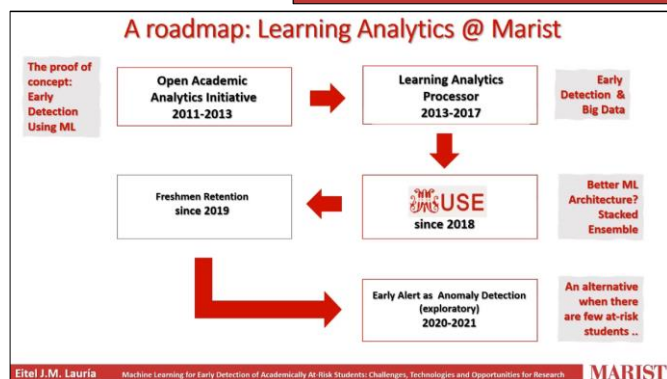 A roadmap: Learning Analytics @ Marist
The proof of
concept:
Early
Detection
Using ML
Open Academic
Analytics Initiative
2011-2013
Learning Analytics
Processor
2013-2017
Early
Detection &
Big Data
Freshmen Retention
since 2019
MUSE
since 2018
Better ML
Architecture?
Stacked
Ensemble
Early Alert as Anomaly Detection
(exploratory)
2020-2021
An alternative
when there
are few at-risk
students ..
Eitel J.M. Lauría
Machine Learning for Early Detection of Academically At-Risk Students: Challenges, Technologies and Opportunities for Research
MARIST